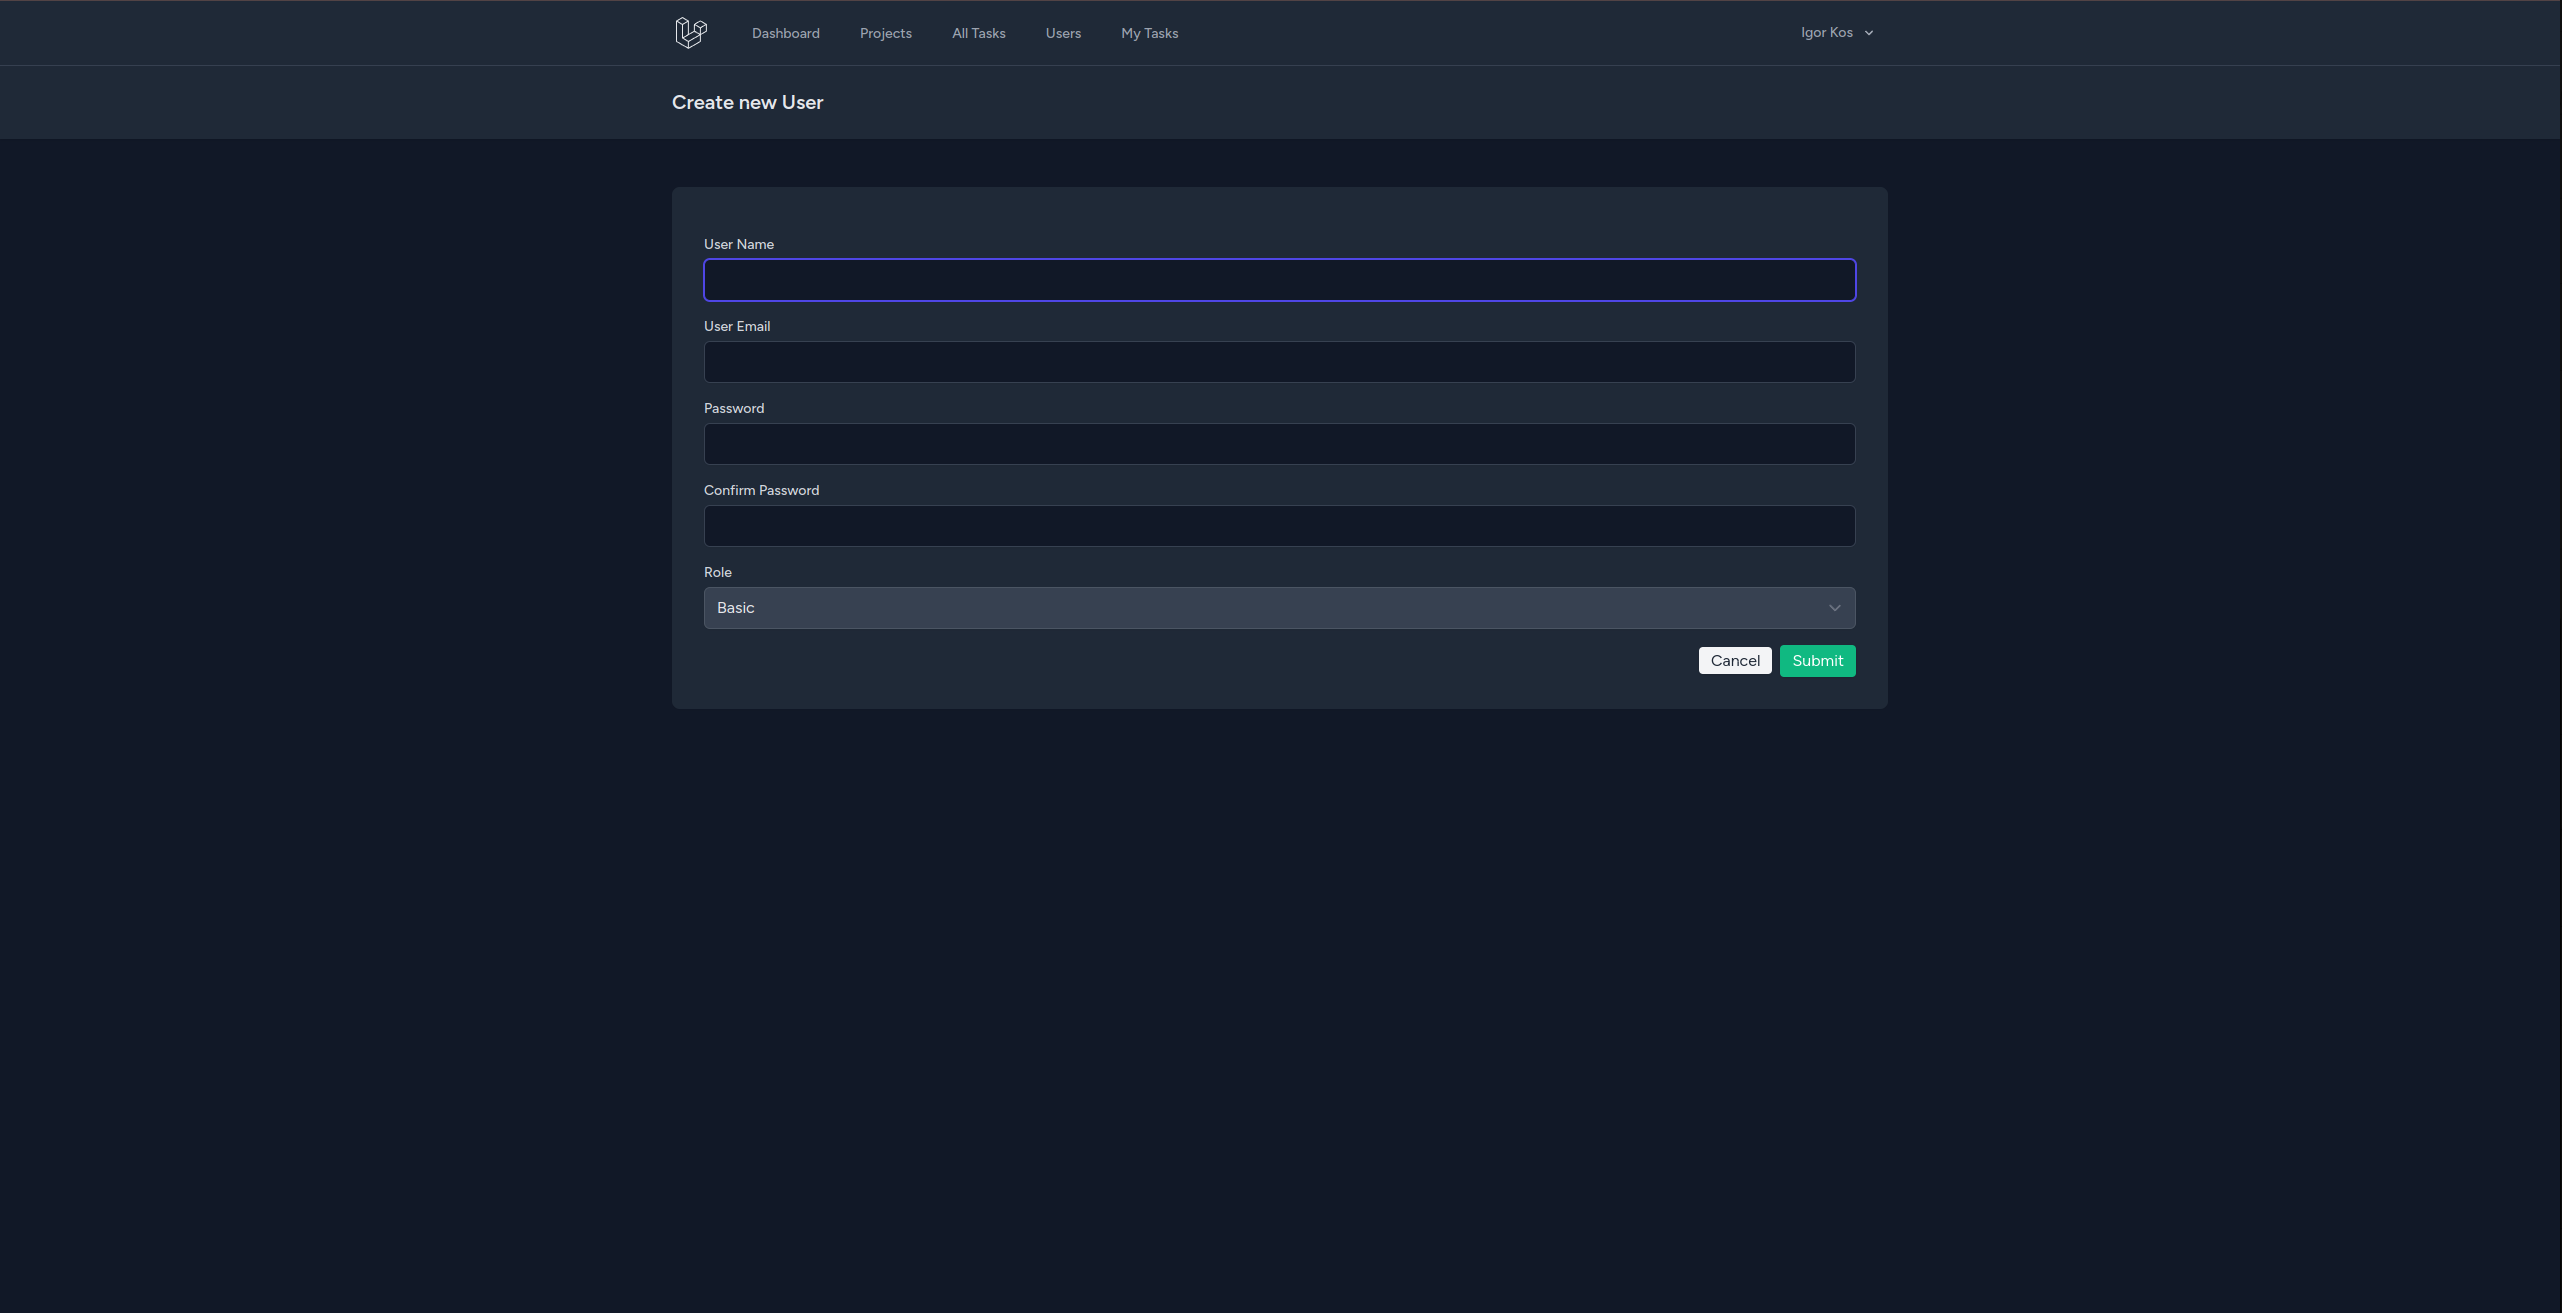 Dashboard Projects All Tasks Users My Tasks Igor Kos
Create new User
User Name
User Email
Password
Confirm Password
Role
Basic
Cancel Submit